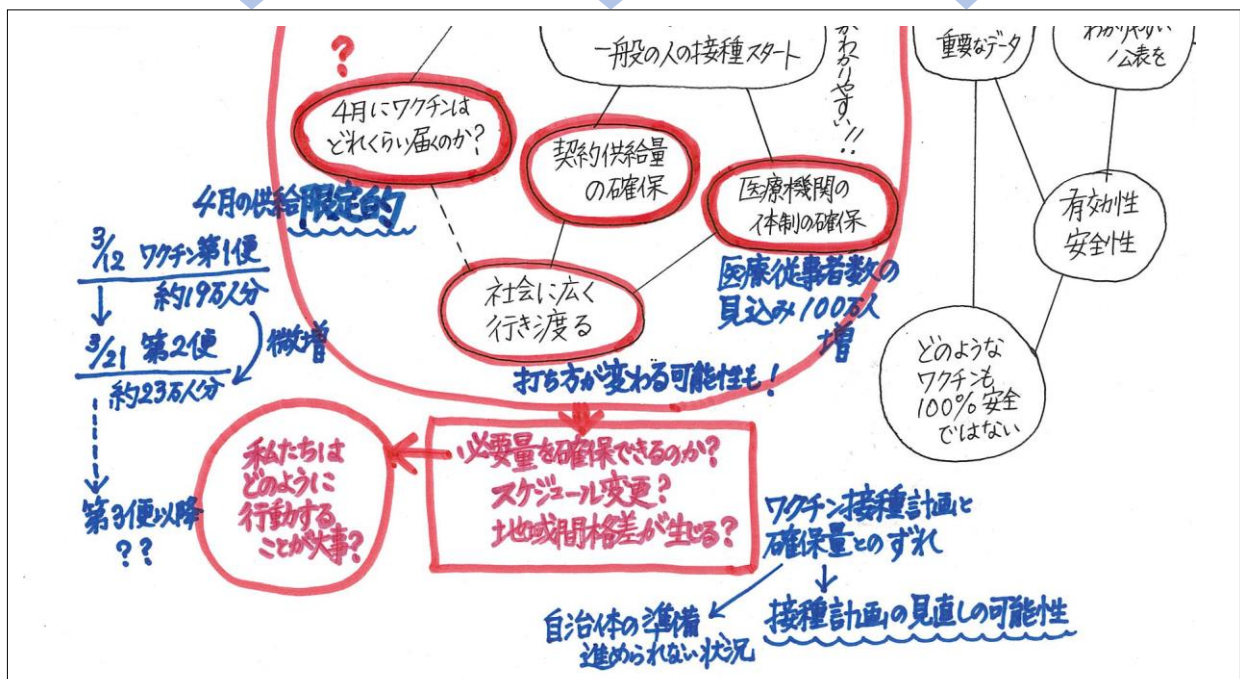 一般の人の接種スタート
がわかりやすい!!
重要なデータ
わかりやすい
公表を
?
4月にワクチンは
どれくらい届くのか?
契約供給量
の確保
医療機関の
体制の確保
有効性
安全性
4月の供給限定的
3/12 ワクチン第1便
約19万人分
3/21 第2便
約23万人分
微増
第3便以降
??
社会に広く
行き渡る
医療従事者数の
見込み100万人
増
打ち方が変わる可能性も!
どのような
ワクチンも
100%安全
ではない
私たちは
どのように
行動する
ことが大事?
必要量を確保できるのか?
スケジュール変更?
地域間格差が生じる?
ワクチン接種計画と
確保量とのずれ
自治体の準備
進められない状況
接種計画の見直しの可能性